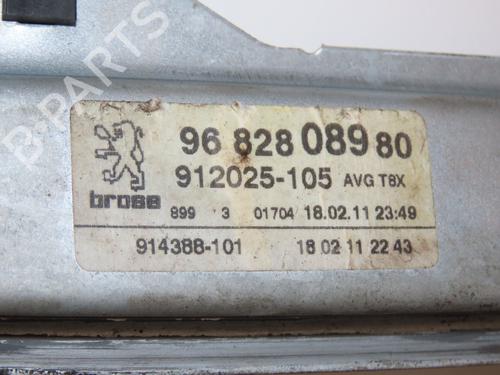 B-PARTS
96 828 089 80
912025-105 AVG T8X
brose
899 3 01704 18.02.11 23:49
914388-101 18 02 11 22 43